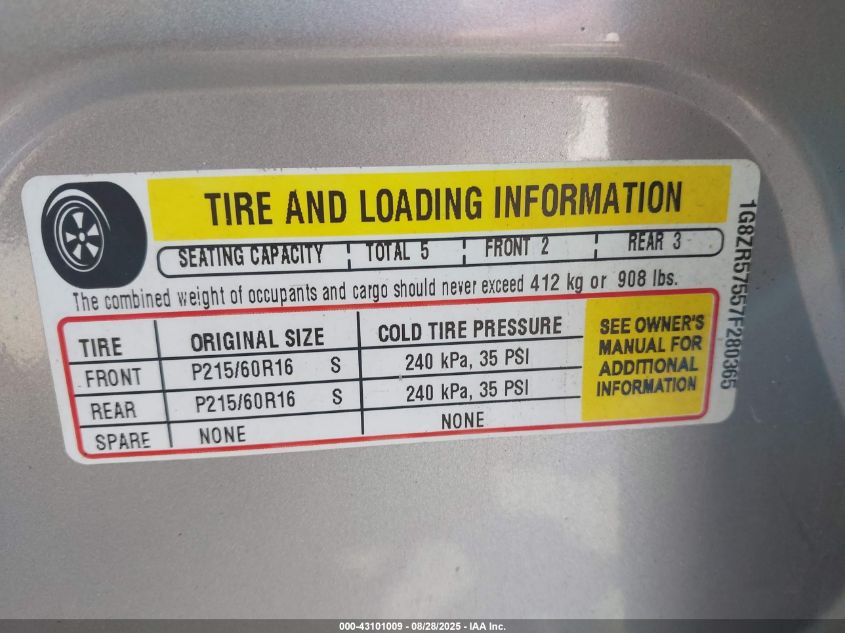 TIRE AND LOADING INFORMATION
SEATING CAPACITY TOTAL 5 FRONT 2 REAR 3
The combined weight of occupants and cargo should never exceed 412 kg or 908 lbs.
TIRE ORIGINAL SIZE COLD TIRE PRESSURE
FRONT P215/60R16 S 240 kPa, 35 PSI
REAR P215/60R16 S 240 kPa, 35 PSI
SPARE NONE NONE
SEE OWNER'S
MANUAL FOR
ADDITIONAL
INFORMATION
1G8ZR57557F280365
000-43101009 - 08/28/2025 - IAA Inc.